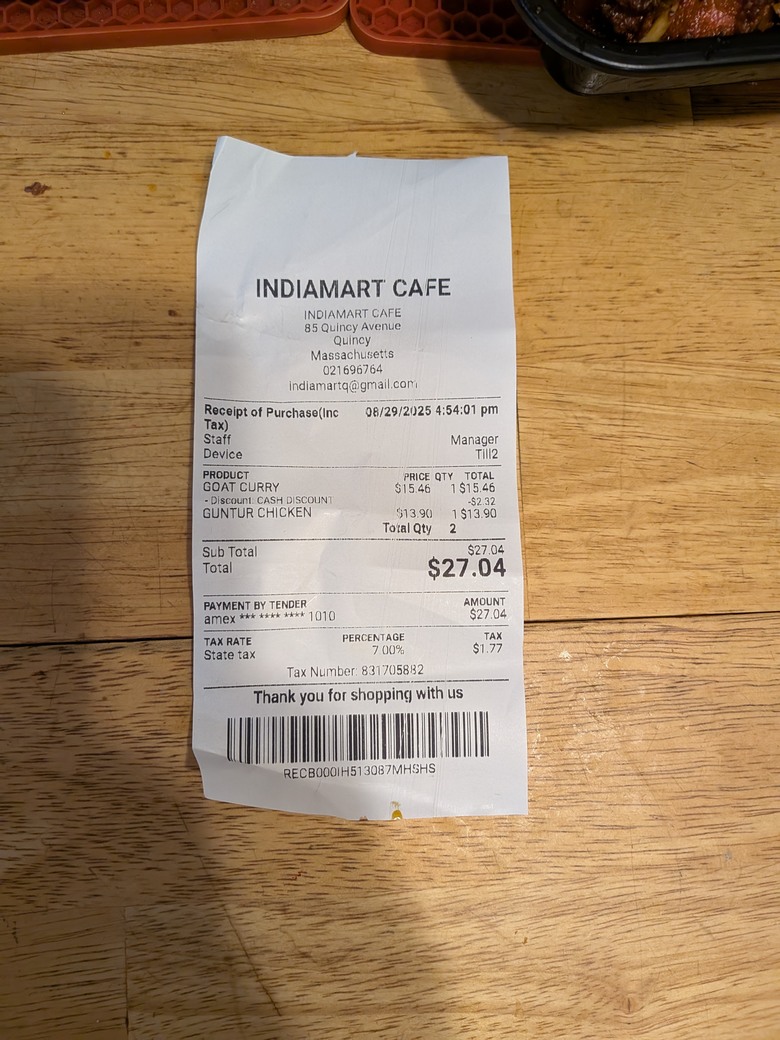 INDIAMART CAFE
INDIAMART CAFE
85 Quincy Avenue
Quincy
Massachusetts
021696764
indiamartq@gmail.com
Receipt of Purchase(Inc Tax) 08/29/2025 4:54:01 pm
Staff Manager
Device Till2
PRODUCT PRICE QTY TOTAL
GOAT CURRY $15.46 1 $15.46
- Discount: CASH DISCOUNT -$2.32
GUNTUR CHICKEN $13.90 1 $13.90
Total Qty 2
Sub Total $27.04
Total $27.04
PAYMENT BY TENDER AMOUNT
amex *** **** **** 1010 $27.04
TAX RATE PERCENTAGE TAX
State tax 7.00% $1.77
Tax Number: 831705882
Thank you for shopping with us
RECB000IH513087MHSHS